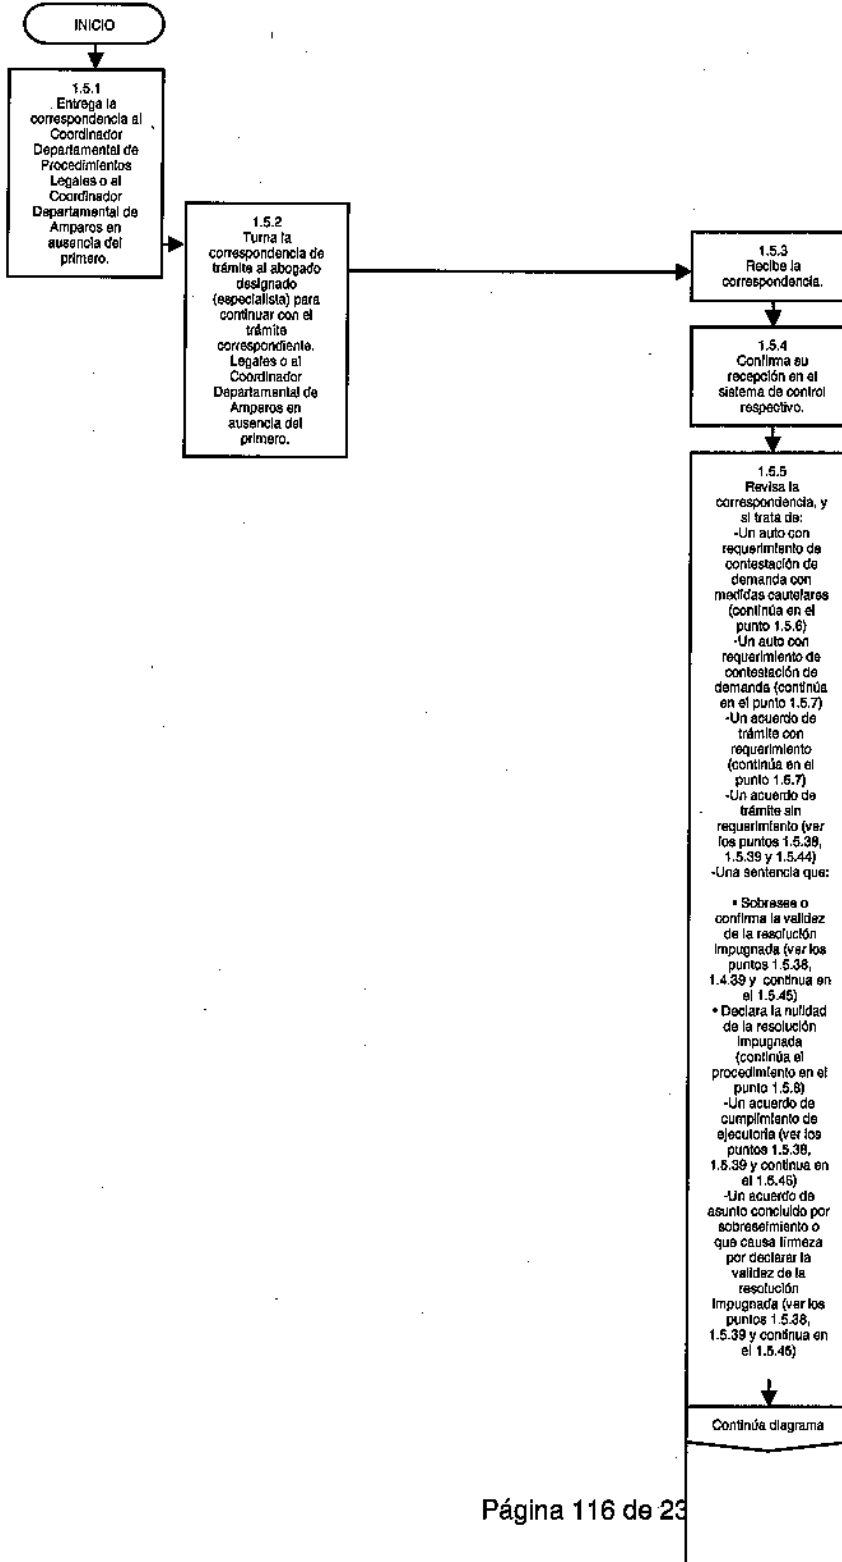 INICIO
1.5.1
Entrega la
correspondencia al
Coordinador
Departamental de
Procedimientos
Legales o al
Coordinador
Departamental de
Amparos en
ausencia del
primero.
1.5.2
Turna la
correspondencia de
trámite al abogado
designado
(especialista) para
continuar con el
trámite
correspondiente.
Legales o al
Coordinador
Departamental de
Amparos en
ausencia del
primero.
1.5.3
Recibe la
correspondencia.
1.5.4
Confirma su
recepción en el
sistema de control
respectivo.
1.5.5
Revisa la
correspondencia, y
si trata de:
-Un auto con
requerimiento de
contestación de
demanda con
medidas cautelares
(continúa en el
punto 1.5.6)
-Un auto con
requerimiento de
contestación de
demanda (continúa
en el punto 1.5.7)
-Un acuerdo de
trámite con
requerimiento
(continúa en el
punto 1.5.7)
-Un acuerdo de
trámite sin
requerimiento (ver
los puntos 1.5.38,
1.5.39 y 1.5.44)
-Una sentencia que:
• Sobresee o
confirma la validez
de la resolución
impugnada (ver los
puntos 1.5.38,
1.4.39 y continua en
el 1.5.45)
• Declara la nulidad
de la resolución
impugnada
(continúa el
procedimiento en el
punto 1.5.8)
-Un acuerdo de
cumplimiento de
ejecutoria (ver los
puntos 1.5.38,
1.5.39 y continua en
el 1.5.46)
-Un acuerdo de
asunto concluido por
sobreseimiento o
que causa firmeza
por declarar la
validez de la
resolución
impugnada (ver los
puntos 1.5.38,
1.5.39 y continua en
el 1.5.46)
Continúa diagrama
Página 116 de 23